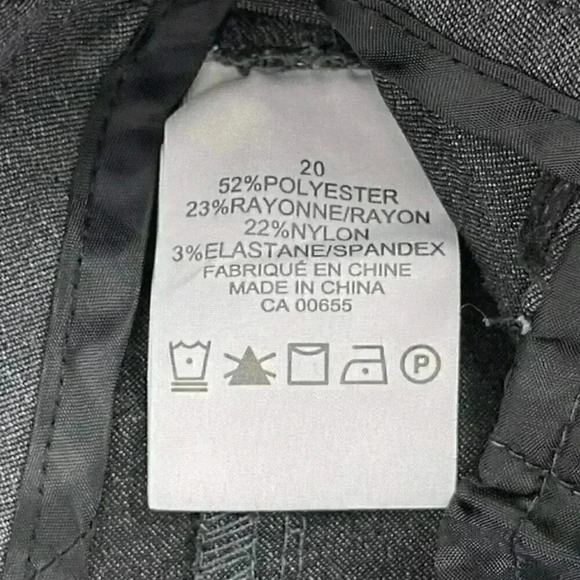 20
52%POLYESTER
23%RAYONNE/RAYON
22%NYLON
3%ELASTANE/SPANDEX
FABRIQUÉ EN CHINE
MADE IN CHINA
CA 00655
P